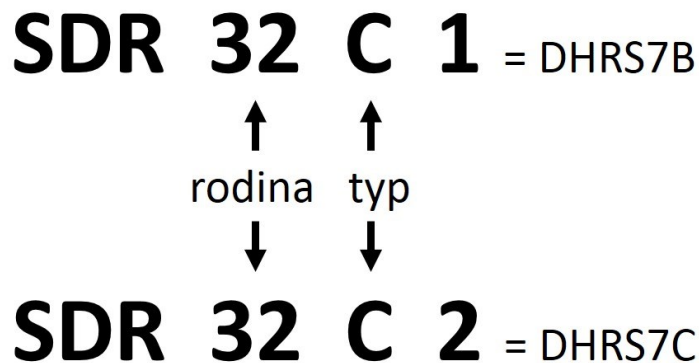 SDR 32 C 1 = DHRS7B
rodina typ
SDR 32 C 2 = DHRS7C